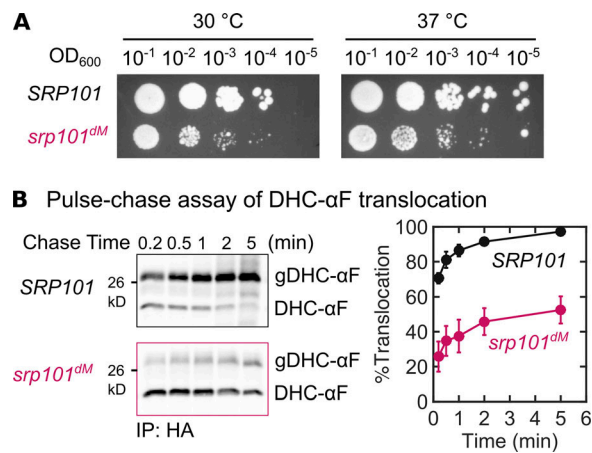 A
30 °C 37 °C
OD₆₀₀ 10⁻¹ 10⁻² 10⁻³ 10⁻⁴ 10⁻⁵ 10⁻¹ 10⁻² 10⁻³ 10⁻⁴ 10⁻⁵
SRP101
srp101ᵈᴹ
B Pulse-chase assay of DHC-αF translocation
Chase Time 0.2 0.5 1 2 5 (min)
SRP101
26
kD
gDHC-αF
DHC-αF
srp101ᵈᴹ
26
kD
gDHC-αF
DHC-αF
IP: HA
%Translocation
100
80
60
40
20
0
SRP101
srp101ᵈᴹ
0 1 2 3 4 5 6
Time (min)